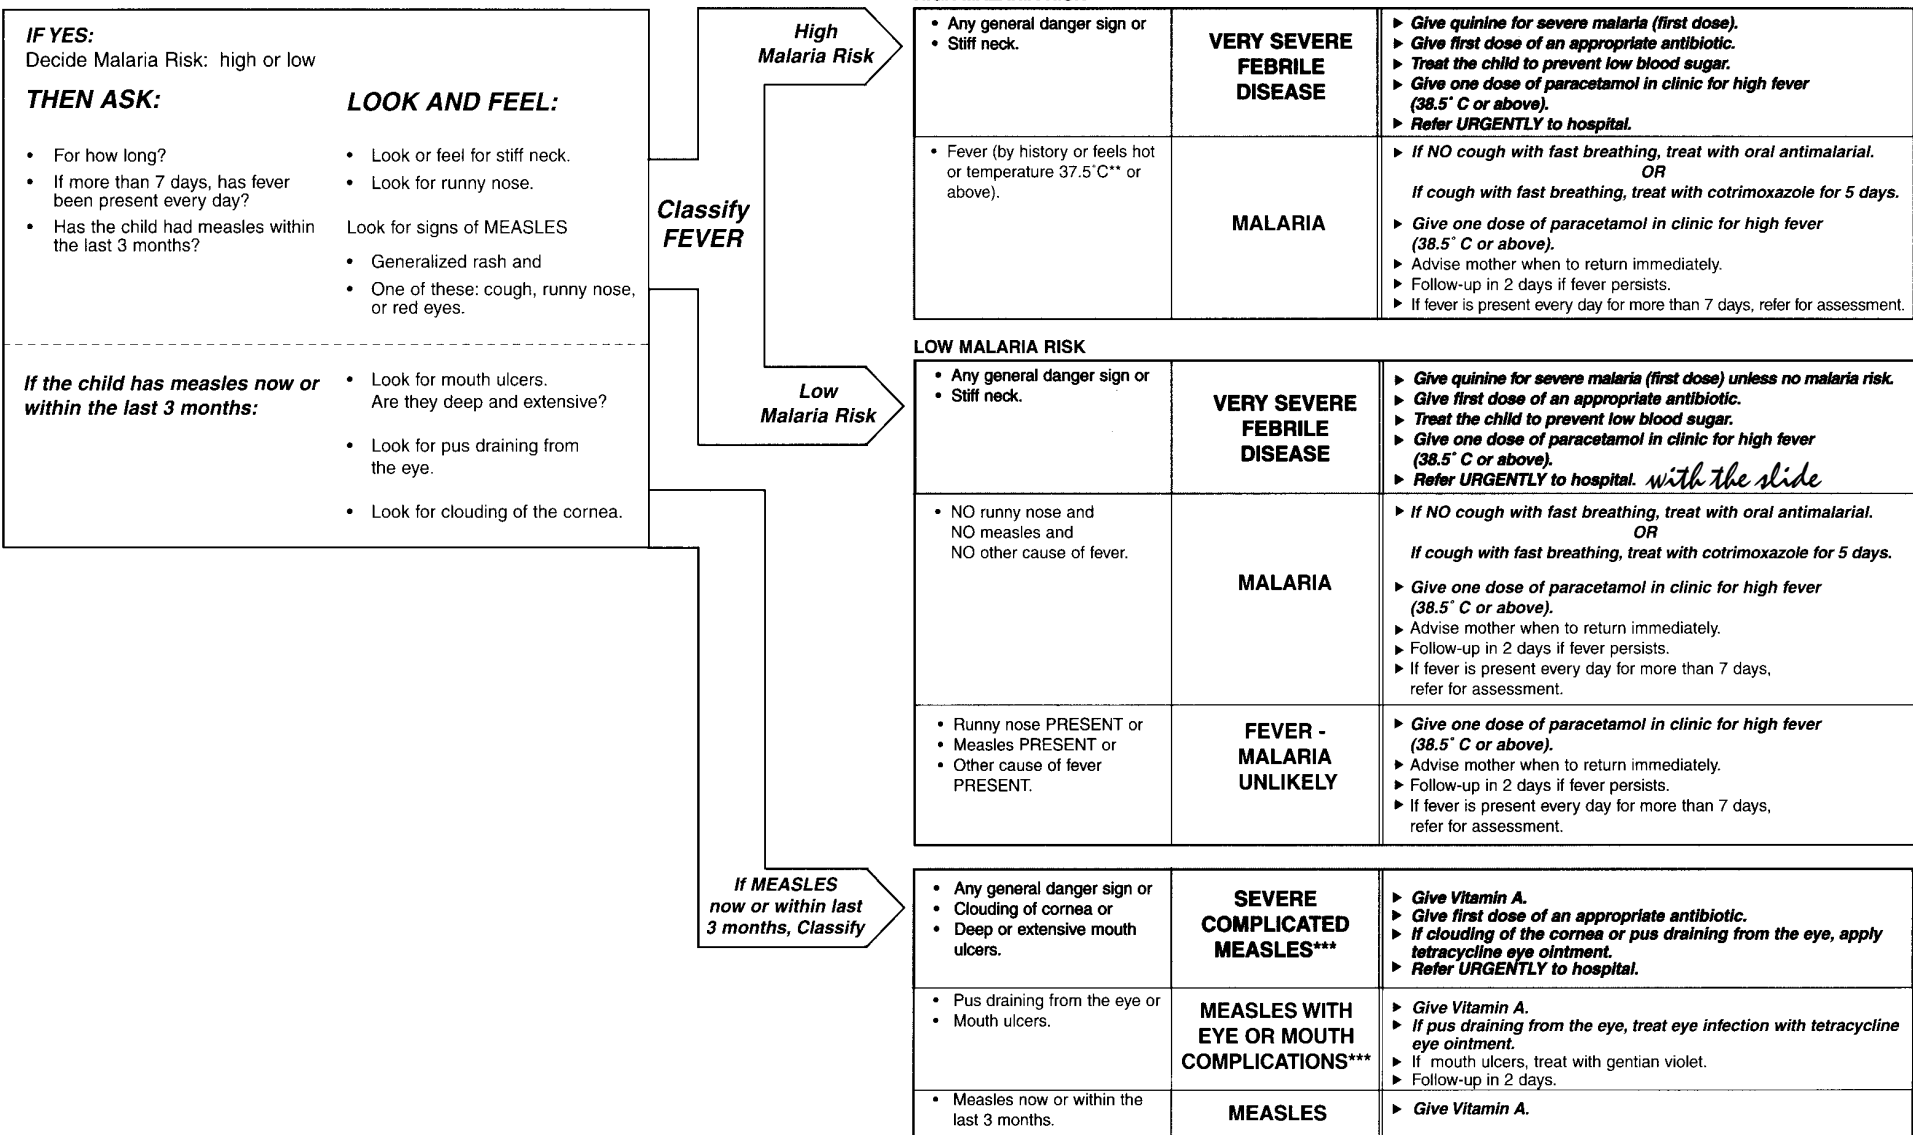 IF YES:
Decide Malaria Risk: high or low
THEN ASK:
• For how long?
• If more than 7 days, has fever
been present every day?
• Has the child had measles within
the last 3 months?
LOOK AND FEEL:
• Look or feel for stiff neck.
• Look for runny nose.
Look for signs of MEASLES
• Generalized rash and
• One of these: cough, runny nose,
or red eyes.
If the child has measles now or
within the last 3 months:
• Look for mouth ulcers.
Are they deep and extensive?
• Look for pus draining from
the eye.
• Look for clouding of the cornea.
Classify
FEVER
High
Malaria Risk
• Any general danger sign or
• Stiff neck.
VERY SEVERE
FEBRILE
DISEASE
▶ Give quinine for severe malaria (first dose).
▶ Give first dose of an appropriate antibiotic.
▶ Treat the child to prevent low blood sugar.
▶ Give one dose of paracetamol in clinic for high fever
(38.5° C or above).
▶ Refer URGENTLY to hospital.
• Fever (by history or feels hot
or temperature 37.5°C** or
above).
MALARIA
▶ If NO cough with fast breathing, treat with oral antimalarial.
OR
If cough with fast breathing, treat with cotrimoxazole for 5 days.
▶ Give one dose of paracetamol in clinic for high fever
(38.5° C or above).
▶ Advise mother when to return immediately.
▶ Follow-up in 2 days if fever persists.
▶ If fever is present every day for more than 7 days, refer for assessment.
Low
Malaria Risk
LOW MALARIA RISK
• Any general danger sign or
• Stiff neck.
VERY SEVERE
FEBRILE
DISEASE
▶ Give quinine for severe malaria (first dose) unless no malaria risk.
▶ Give first dose of an appropriate antibiotic.
▶ Treat the child to prevent low blood sugar.
▶ Give one dose of paracetamol in clinic for high fever
(38.5° C or above).
▶ Refer URGENTLY to hospital. with the slide
• NO runny nose and
NO measles and
NO other cause of fever.
MALARIA
▶ If NO cough with fast breathing, treat with oral antimalarial.
OR
If cough with fast breathing, treat with cotrimoxazole for 5 days.
▶ Give one dose of paracetamol in clinic for high fever
(38.5° C or above).
▶ Advise mother when to return immediately.
▶ Follow-up in 2 days if fever persists.
▶ If fever is present every day for more than 7 days,
refer for assessment.
• Runny nose PRESENT or
• Measles PRESENT or
• Other cause of fever
PRESENT.
FEVER -
MALARIA
UNLIKELY
▶ Give one dose of paracetamol in clinic for high fever
(38.5° C or above).
▶ Advise mother when to return immediately.
▶ Follow-up in 2 days if fever persists.
▶ If fever is present every day for more than 7 days,
refer for assessment.
If MEASLES
now or within last
3 months, Classify
• Any general danger sign or
• Clouding of cornea or
• Deep or extensive mouth
ulcers.
SEVERE
COMPLICATED
MEASLES***
▶ Give Vitamin A.
▶ Give first dose of an appropriate antibiotic.
▶ If clouding of the cornea or pus draining from the eye, apply
tetracycline eye ointment.
▶ Refer URGENTLY to hospital.
• Pus draining from the eye or
• Mouth ulcers.
MEASLES WITH
EYE OR MOUTH
COMPLICATIONS***
▶ Give Vitamin A.
▶ If pus draining from the eye, treat eye infection with tetracycline
eye ointment.
▶ If mouth ulcers, treat with gentian violet.
▶ Follow-up in 2 days.
• Measles now or within the
last 3 months.
MEASLES
▶ Give Vitamin A.